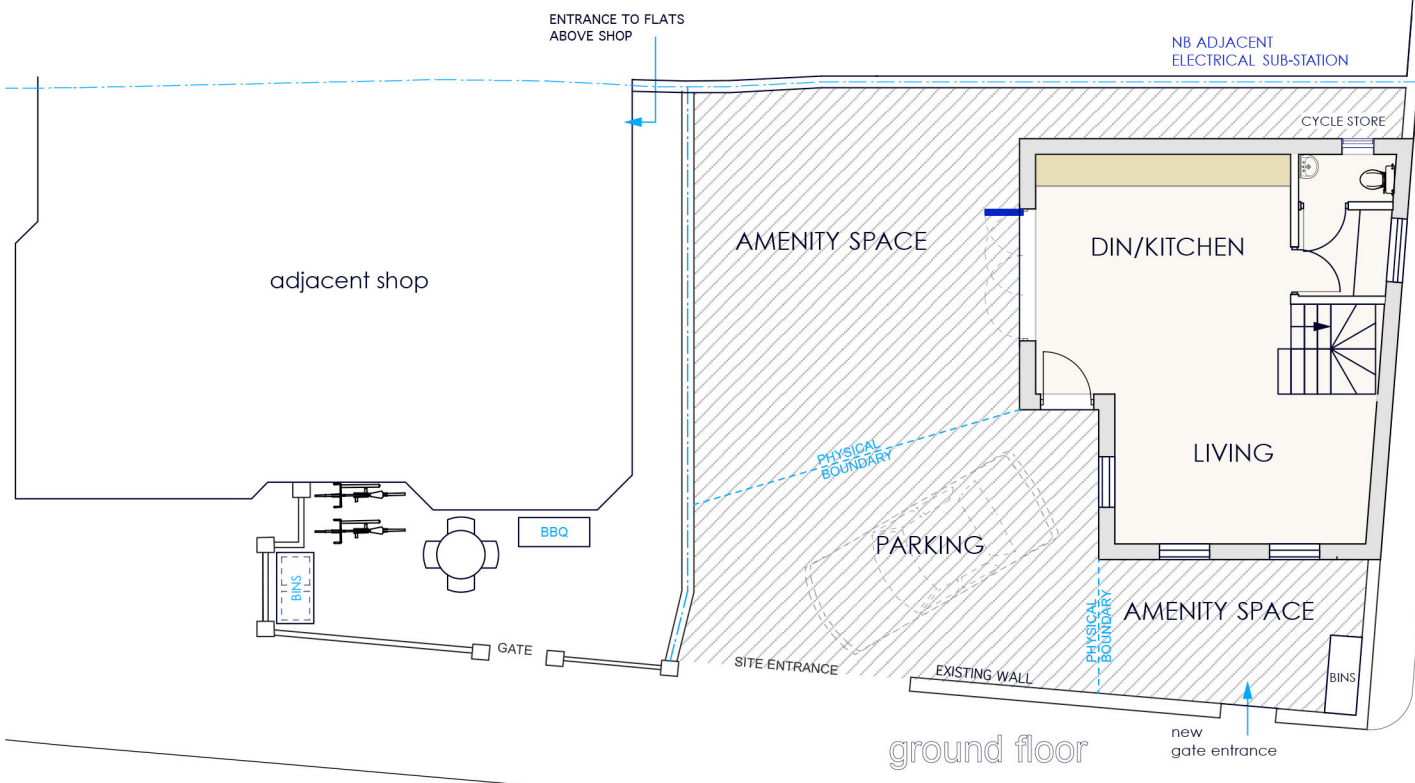 ENTRANCE TO FLATS
ABOVE SHOP
NB ADJACENT
ELECTRICAL SUB-STATION
CYCLE STORE
AMENITY SPACE
DIN/KITCHEN
adjacent shop
PHYSICAL
BOUNDARY
LIVING
BBQ
PARKING
BINS
PHYSICAL
BOUNDARY
AMENITY SPACE
GATE
SITE ENTRANCE
EXISTING WALL
BINS
new
gate entrance
ground floor